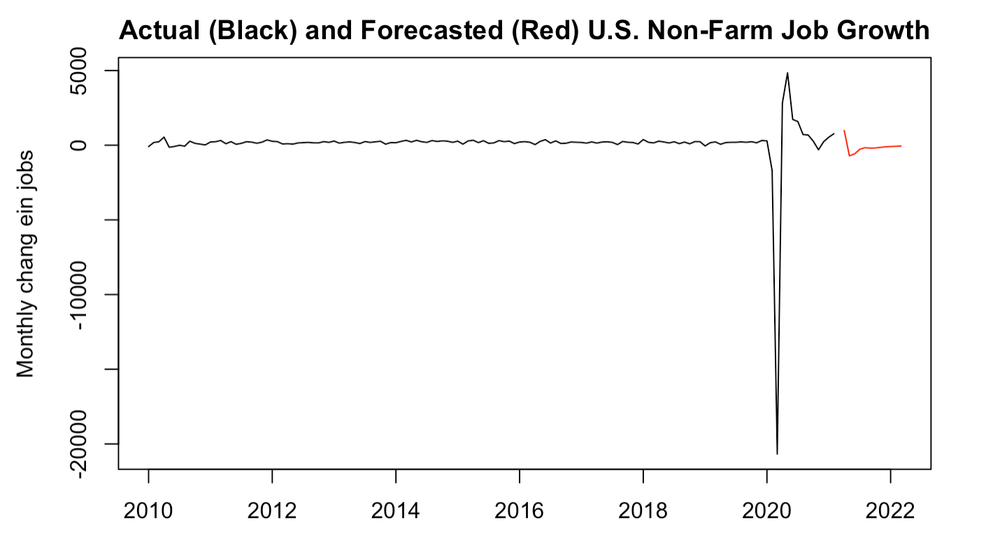 Actual (Black) and Forecasted (Red) U.S. Non-Farm Job Growth
Monthly chang ein jobs
5000
0
-10000
-20000
2010 2012 2014 2016 2018 2020 2022